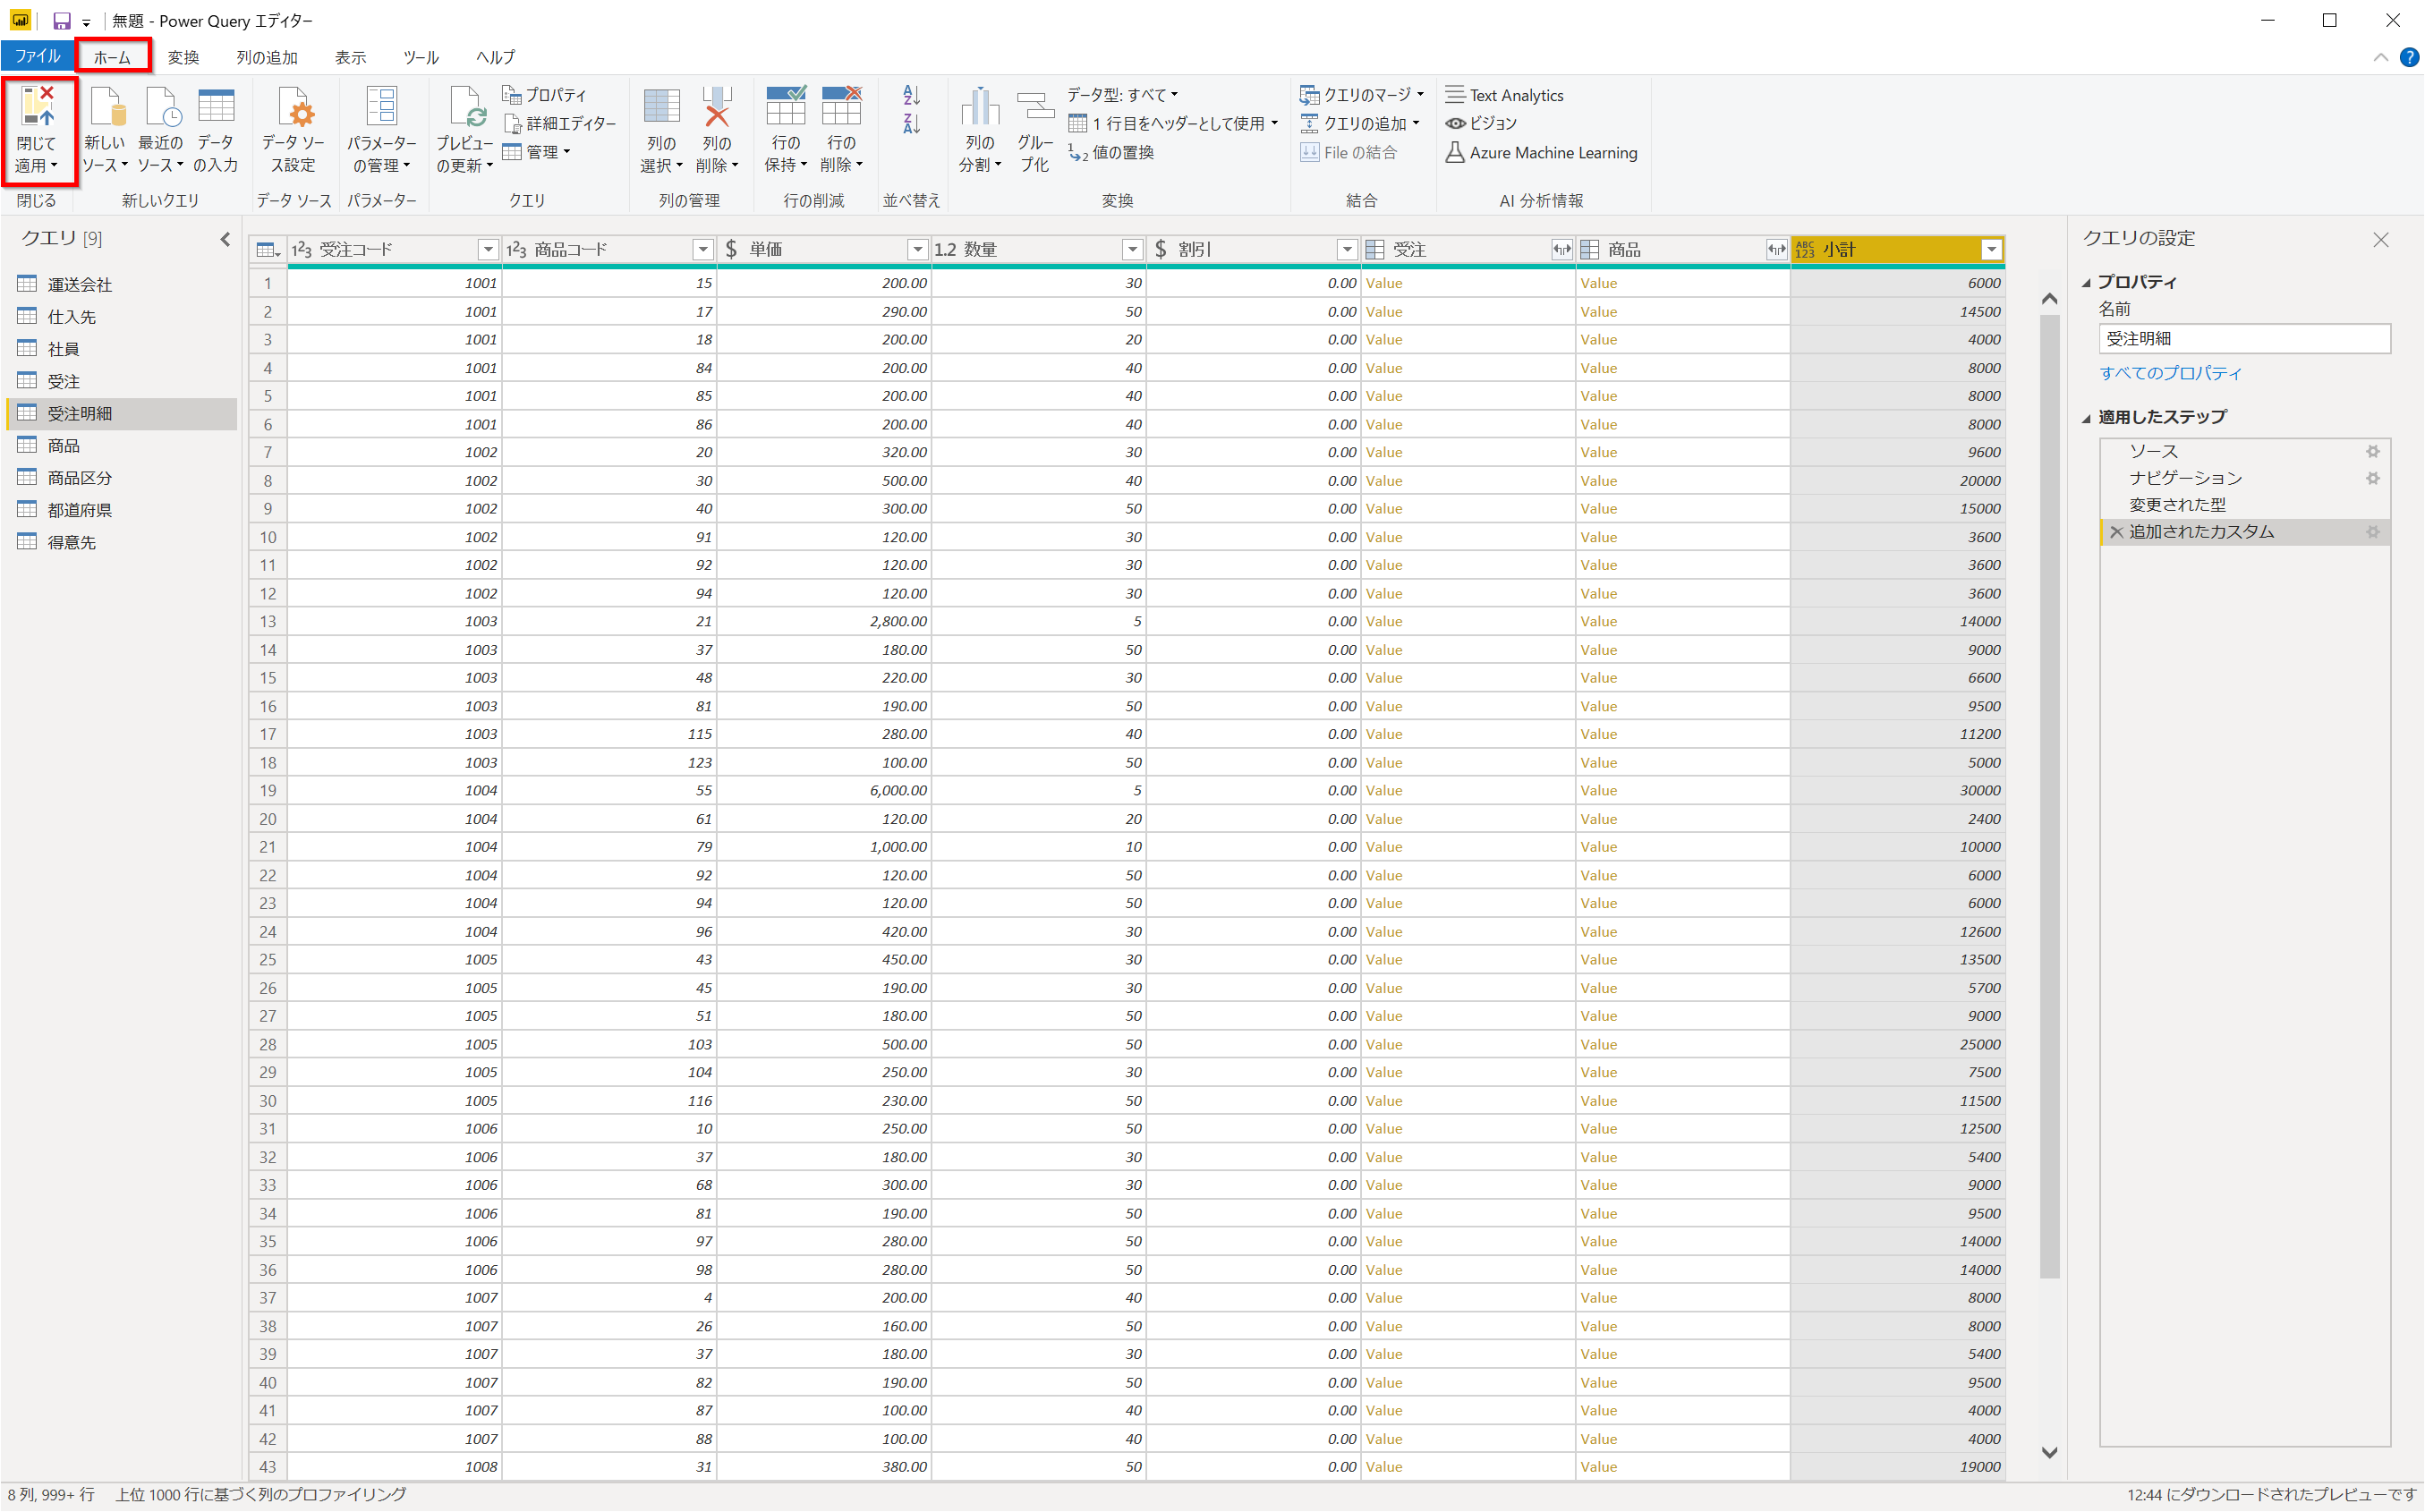 無題 - Power Query エディター
ファイル ホーム 変換 列の追加 表示 ツール ヘルプ
閉じて適用 新しいソース 最近のソース データの入力 データ ソース設定 パラメーターの管理 プレビューの更新 プロパティ 詳細エディター 管理 列の選択 列の削除 行の保持 行の削除 列の分割 グループ化 データ型: すべて 1 行目をヘッダーとして使用 値の置換 クエリのマージ クエリの追加 File の結合 Text Analytics ビジョン Azure Machine Learning
閉じる 新しいクエリ データ ソース パラメーター クエリ 列の管理 行の削減 並べ替え 変換 結合 AI 分析情報
クエリ [9]
運送会社
仕入先
社員
受注
受注明細
商品
商品区分
都道府県
得意先
1²3 受注コード 1²3 商品コード $ 単価 1.2 数量 $ 割引 受注 商品 ABC 123 小計
1 1001 15 200.00 30 0.00 Value Value 6000
2 1001 17 290.00 50 0.00 Value Value 14500
3 1001 18 200.00 20 0.00 Value Value 4000
4 1001 84 200.00 40 0.00 Value Value 8000
5 1001 85 200.00 40 0.00 Value Value 8000
6 1001 86 200.00 40 0.00 Value Value 8000
7 1002 20 320.00 30 0.00 Value Value 9600
8 1002 30 500.00 40 0.00 Value Value 20000
9 1002 40 300.00 50 0.00 Value Value 15000
10 1002 91 120.00 30 0.00 Value Value 3600
11 1002 92 120.00 30 0.00 Value Value 3600
12 1002 94 120.00 30 0.00 Value Value 3600
13 1003 21 2,800.00 5 0.00 Value Value 14000
14 1003 37 180.00 50 0.00 Value Value 9000
15 1003 48 220.00 30 0.00 Value Value 6600
16 1003 81 190.00 50 0.00 Value Value 9500
17 1003 115 280.00 40 0.00 Value Value 11200
18 1003 123 100.00 50 0.00 Value Value 5000
19 1004 55 6,000.00 5 0.00 Value Value 30000
20 1004 61 120.00 20 0.00 Value Value 2400
21 1004 79 1,000.00 10 0.00 Value Value 10000
22 1004 92 120.00 50 0.00 Value Value 6000
23 1004 94 120.00 50 0.00 Value Value 6000
24 1004 96 420.00 30 0.00 Value Value 12600
25 1005 43 450.00 30 0.00 Value Value 13500
26 1005 45 190.00 30 0.00 Value Value 5700
27 1005 51 180.00 50 0.00 Value Value 9000
28 1005 103 500.00 50 0.00 Value Value 25000
29 1005 104 250.00 30 0.00 Value Value 7500
30 1005 116 230.00 50 0.00 Value Value 11500
31 1006 10 250.00 50 0.00 Value Value 12500
32 1006 37 180.00 30 0.00 Value Value 5400
33 1006 68 300.00 30 0.00 Value Value 9000
34 1006 81 190.00 50 0.00 Value Value 9500
35 1006 97 280.00 50 0.00 Value Value 14000
36 1006 98 280.00 50 0.00 Value Value 14000
37 1007 4 200.00 40 0.00 Value Value 8000
38 1007 26 160.00 50 0.00 Value Value 8000
39 1007 37 180.00 30 0.00 Value Value 5400
40 1007 82 190.00 50 0.00 Value Value 9500
41 1007 87 100.00 40 0.00 Value Value 4000
42 1007 88 100.00 40 0.00 Value Value 4000
43 1008 31 380.00 50 0.00 Value Value 19000
クエリの設定
プロパティ
名前
受注明細
すべてのプロパティ
適用したステップ
ソース
ナビゲーション
変更された型
追加されたカスタム
8 列, 999+ 行 上位 1000 行に基づく列のプロファイリング
12:44 にダウンロードされたプレビューです